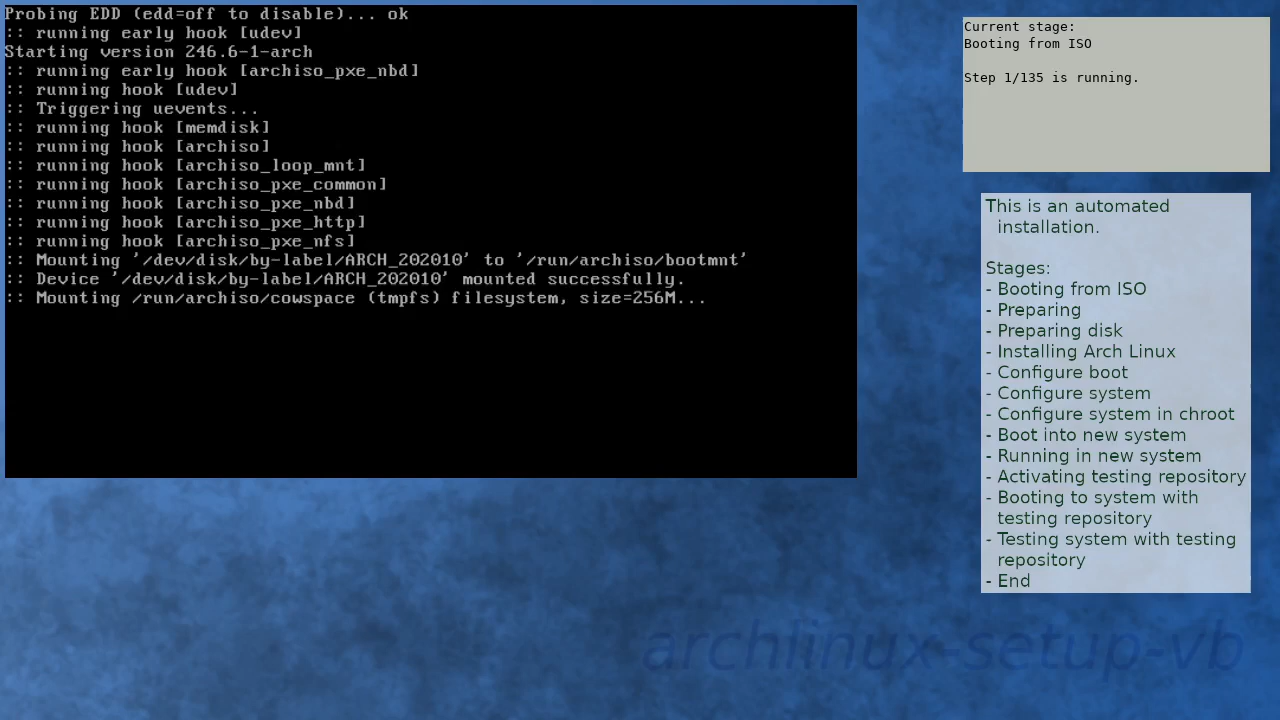 Probing EDD (edd=off to disable)... ok
:: running early hook [udev]
Starting version 246.6-1-arch
:: running early hook [archiso_pxe_nbd]
:: running hook [udev]
:: Triggering uevents...
:: running hook [memdisk]
:: running hook [archiso]
:: running hook [archiso_loop_mnt]
:: running hook [archiso_pxe_common]
:: running hook [archiso_pxe_nbd]
:: running hook [archiso_pxe_http]
:: running hook [archiso_pxe_nfs]
:: Mounting '/dev/disk/by-label/ARCH_202010' to '/run/archiso/bootmnt'
:: Device '/dev/disk/by-label/ARCH_202010' mounted successfully.
:: Mounting /run/archiso/cowspace (tmpfs) filesystem, size=256M...
Current stage:
Booting from ISO
Step 1/135 is running.
This is an automated
installation.
Stages:
- Booting from ISO
- Preparing
- Preparing disk
- Installing Arch Linux
- Configure boot
- Configure system
- Configure system in chroot
- Boot into new system
- Running in new system
- Activating testing repository
- Booting to system with
testing repository
- Testing system with testing
repository
- End
archlinux-setup-vb